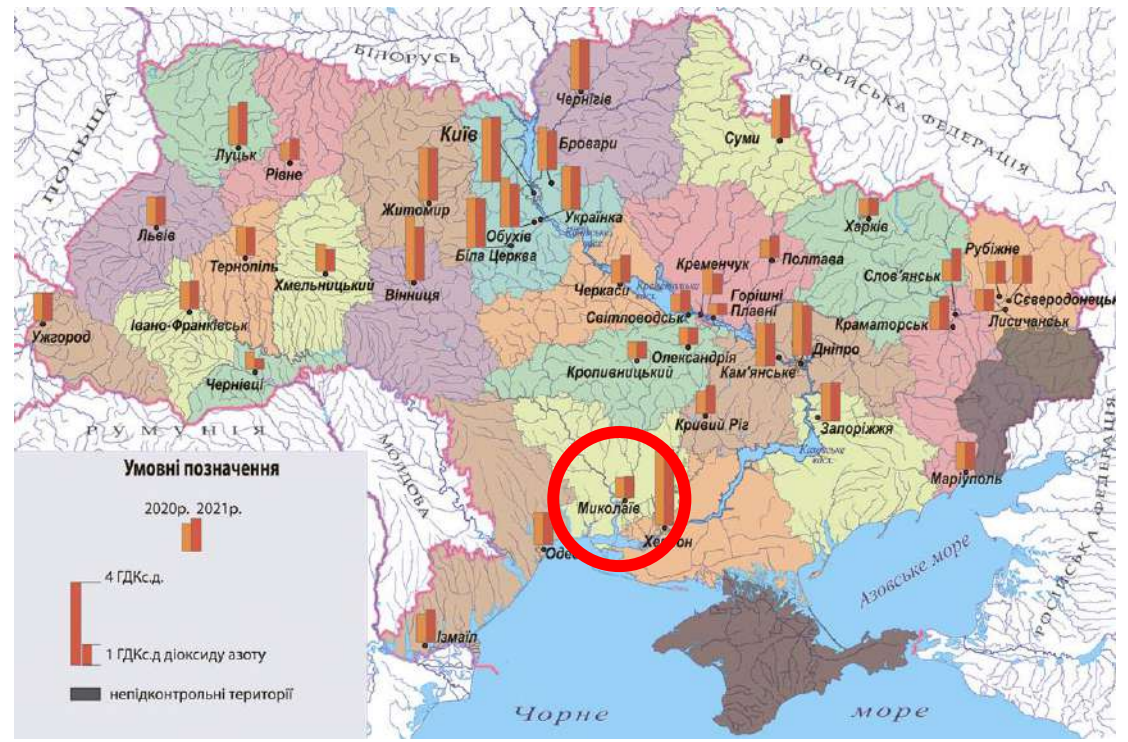 БІЛОРУСЬ
РОСІЙСЬКА ФЕДЕРАЦІЯ
ПОЛЬЩА
Чернігів
Київ
Бровари
Суми
Луцьк
Рівне
Житомир
Українка
Обухів
Біла Церква
Харків
Львів
Тернопіль
Хмельницький
Вінниця
Черкаси
Кременчук
Полтава
Рубіжне
Слов'янськ
Горішні
Плавні
Сєвєродонецьк
Світловодськ
Краматорськ
Лисичанськ
Ужгород
Івано-Франківськ
Чернівці
Олександрія
Кропивницький
Кам'янське
Дніпро
Кривий Ріг
Запоріжжя
РУМУНІЯ
МОЛДОВА
Маріуполь
РОСІЙСЬКА ФЕДЕРАЦІЯ
Миколаїв
Азовське море
Ізмаїл
Чорне море
Умовні позначення
2020р. 2021р.
4 ГДКс.д.
1 ГДКс.д діоксиду азоту
непідконтрольні території